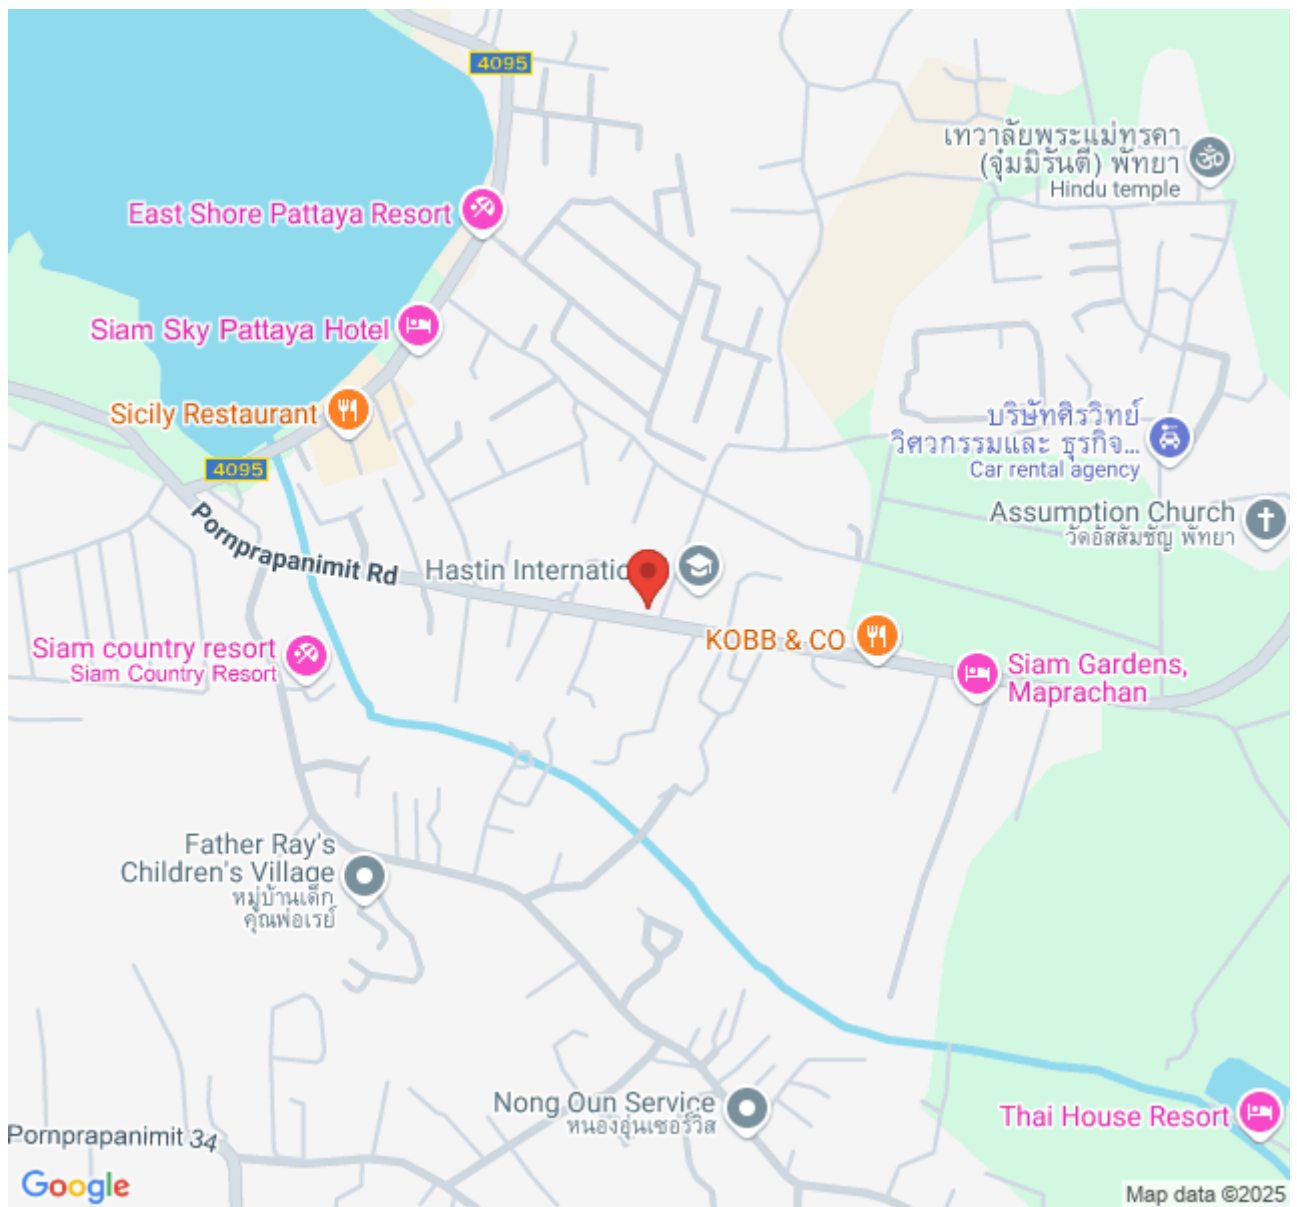 4095
เทวาลัยพระแม่ทรคา
(จุ๋มมิรันตี) พัทยา
Hindu temple
East Shore Pattaya Resort
Siam Sky Pattaya Hotel
Sicily Restaurant
บริษัทศิรวิทย์
วิศวกรรมและ ธุรกิจ...
Car rental agency
4095
Assumption Church
วัดอัสสัมชัญ พัทยา
Pornprapanimit Rd
Hastin Internatio
KOBB & CO
Siam country resort
Siam Country Resort
Siam Gardens,
Maprachan
Father Ray's
Children's Village
หมู่บ้านเด็ก
คุณพ่อเรย์
Nong Oun Service
หนองอุ่นเซอร์วิส
Thai House Resort
Pornprapanimit 34
Google
Map data ©2025